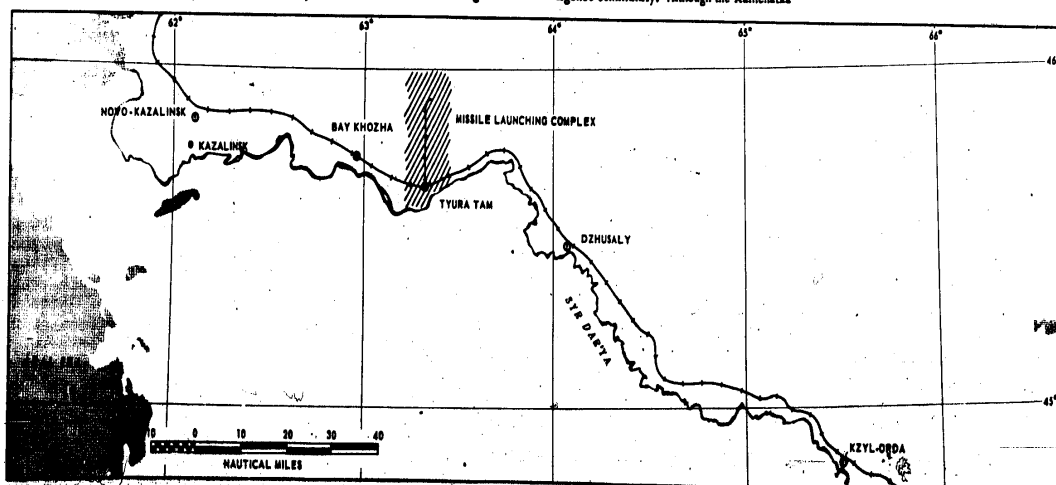 62°
63°
64°
65°
66°
46°
NOVO-KAZALINSK
BAY KHOZHA
MISSILE LAUNCHING COMPLEX
KAZALINSK
TYURA TAM
DZHUSALY
SYR DAR'YA
45°
10 0 10 20 30 40
NAUTICAL MILES
KZYL-ORDA